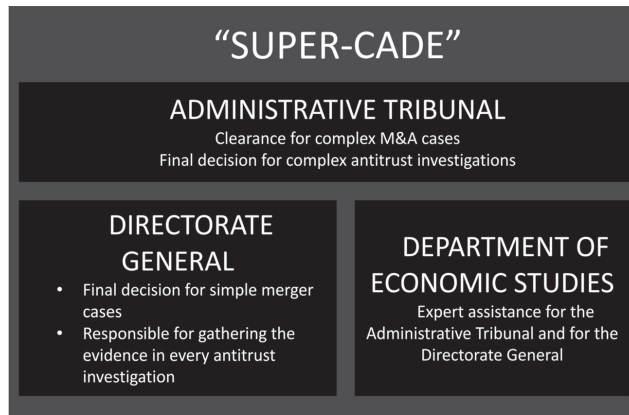 “SUPER-CADE”
ADMINISTRATIVE TRIBUNAL
Clearance for complex M&A cases
Final decision for complex antitrust investigations
DIRECTORATE
GENERAL
• Final decision for simple merger
cases
• Responsible for gathering the
evidence in every antitrust
investigation
DEPARTMENT OF
ECONOMIC STUDIES
Expert assistance for the
Administrative Tribunal and for the
Directorate General